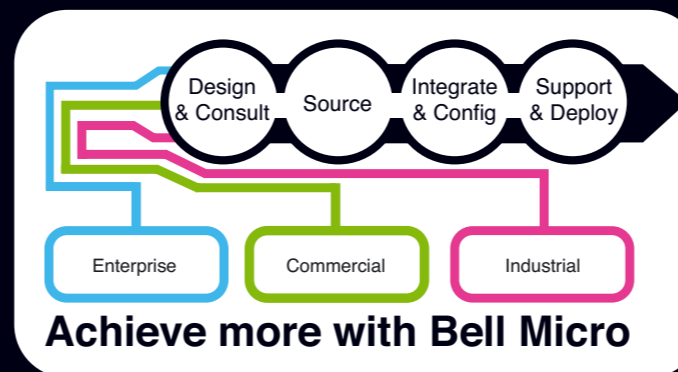 Design
& Consult
Source
Integrate
& Config
Support
& Deploy
Enterprise
Commercial
Industrial
Achieve more with Bell Micro